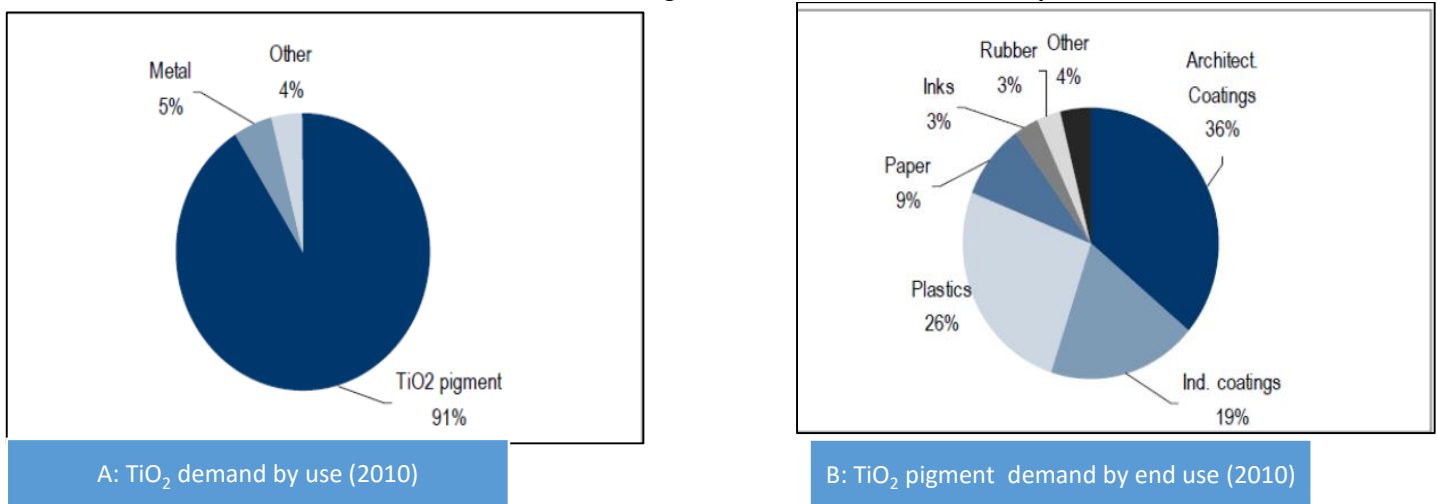 Other
4%
Metal
5%
TiO2 pigment
91%
A: TiO₂ demand by use (2010)
Rubber
3%
Other
4%
Architect.
Coatings
36%
Inks
3%
Paper
9%
Plastics
26%
Ind. coatings
19%
B: TiO₂ pigment demand by end use (2010)